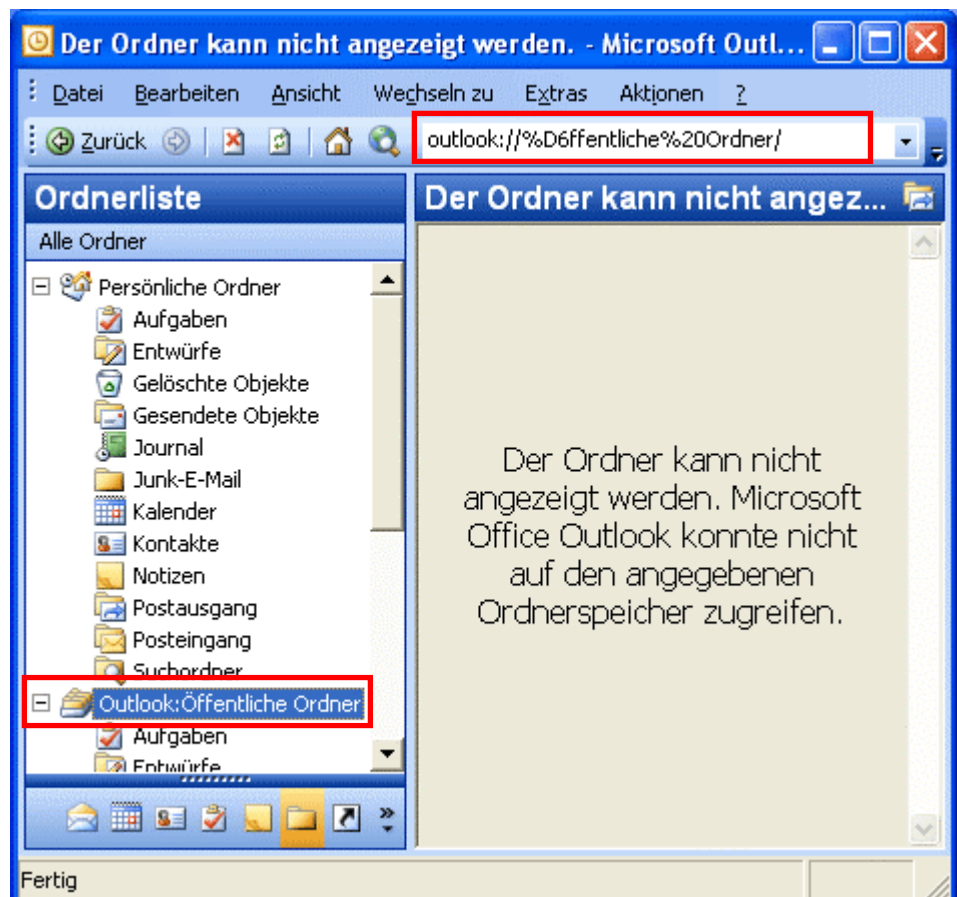 Der Ordner kann nicht angezeigt werden. - Microsoft Outl...
Datei Bearbeiten Ansicht Wechseln zu Extras Aktionen ?
Zurück outlook://%D6ffentliche%20Ordner/
Ordnerliste
Alle Ordner
Persönliche Ordner
Aufgaben
Entwürfe
Gelöschte Objekte
Gesendete Objekte
Journal
Junk-E-Mail
Kalender
Kontakte
Notizen
Postausgang
Posteingang
Suchordner
Outlook:Öffentliche Ordner
Aufgaben
Entwürfe
Der Ordner kann nicht angez...
Der Ordner kann nicht
angezeigt werden. Microsoft
Office Outlook konnte nicht
auf den angegebenen
Ordnerspeicher zugreifen.
Fertig